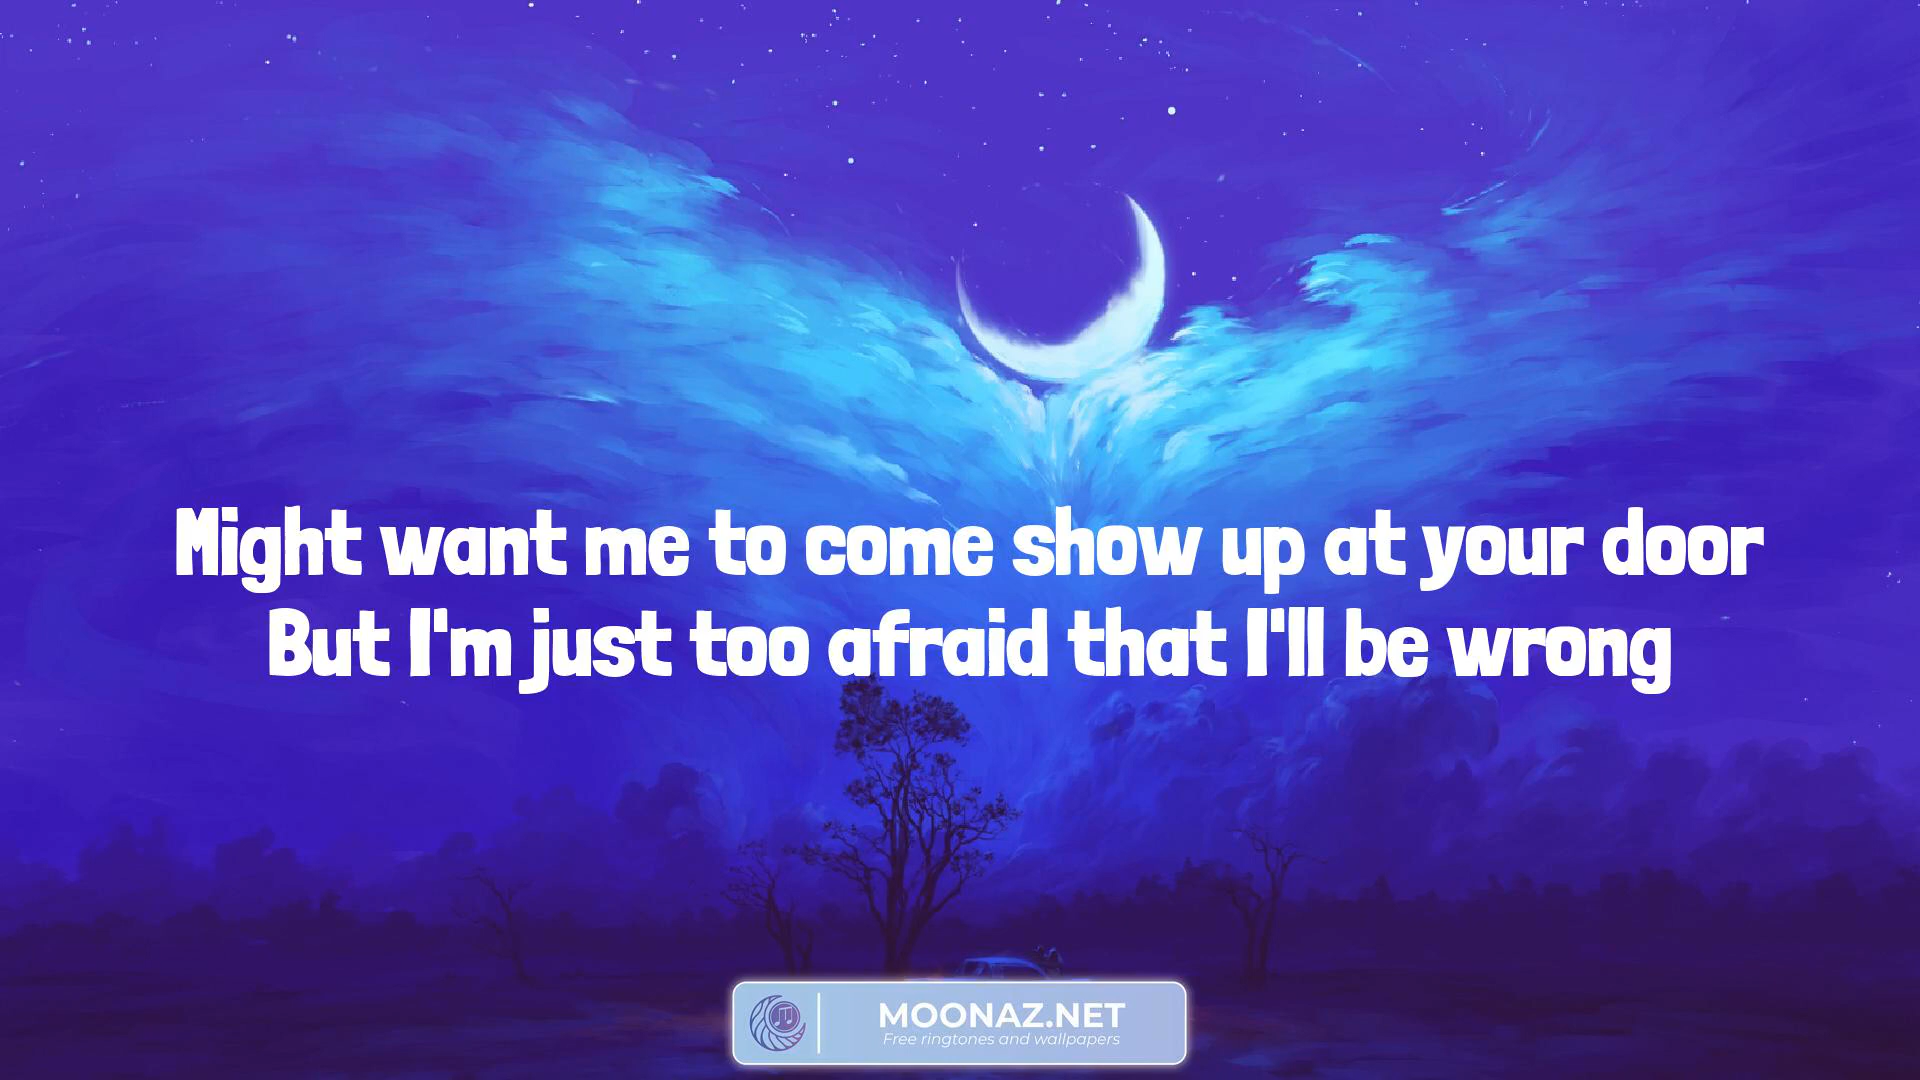 Might want me to come show up at your door
But I'm just too afraid that I'll be wrong
MOONAZ.NET
Free ringtones and wallpapers